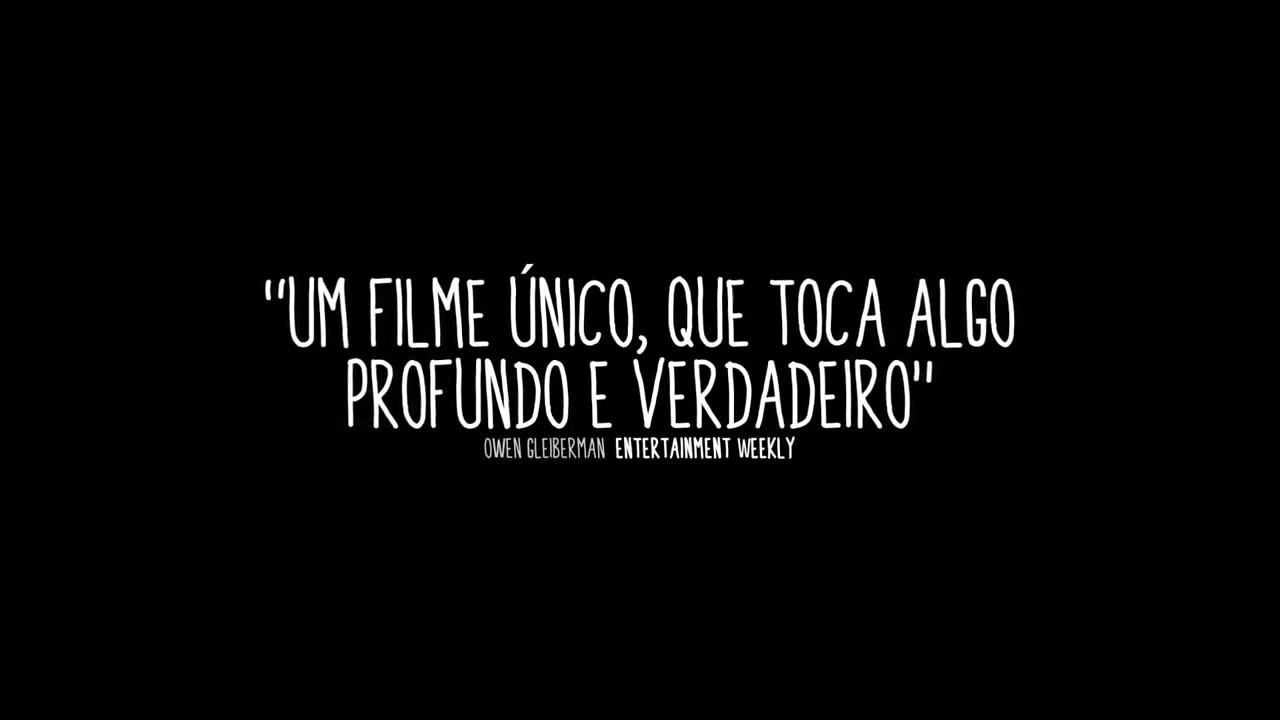 "UM FILME ÚNICO, QUE TOCA ALGO
PROFUNDO E VERDADEIRO"
OWEN GLEIBERMAN ENTERTAINMENT WEEKLY